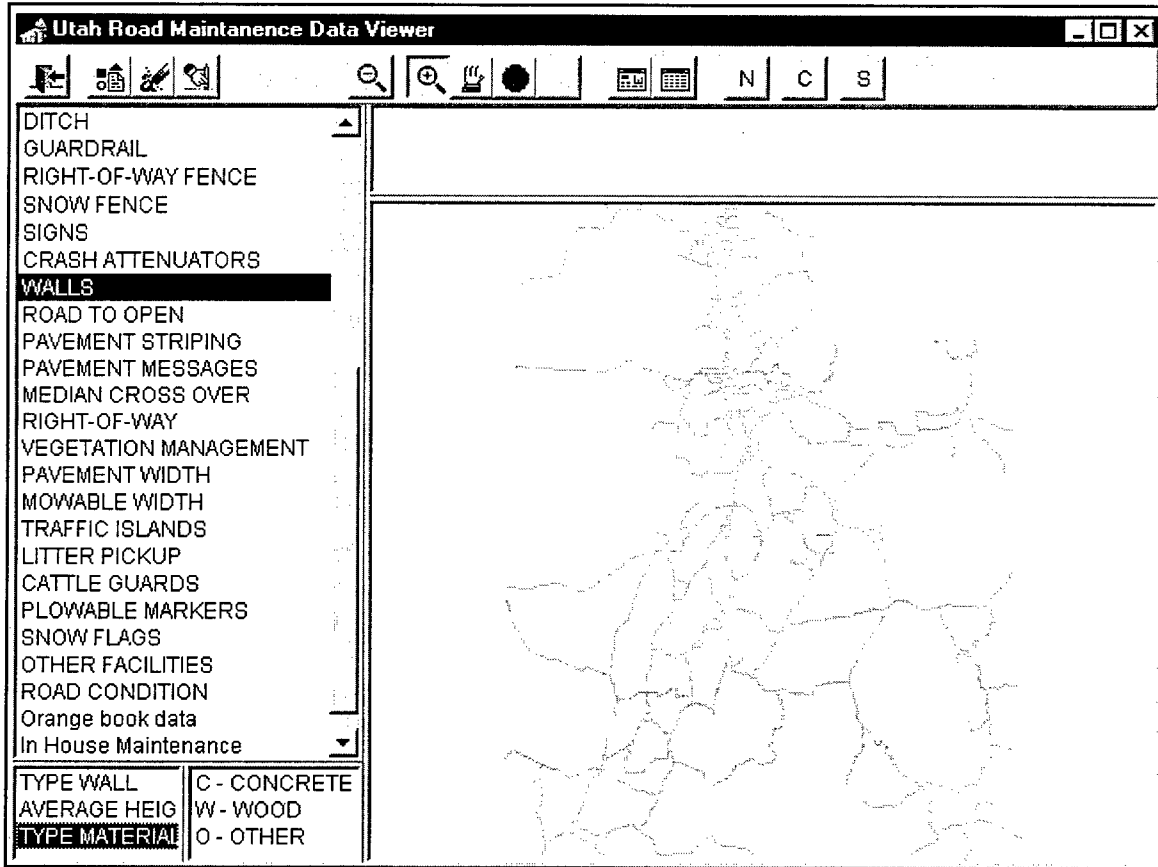 Utah Road Maintanence Data Viewer
N C S
DITCH
GUARDRAIL
RIGHT-OF-WAY FENCE
SNOW FENCE
SIGNS
CRASH ATTENUATORS
WALLS
ROAD TO OPEN
PAVEMENT STRIPING
PAVEMENT MESSAGES
MEDIAN CROSS OVER
RIGHT-OF-WAY
VEGETATION MANAGEMENT
PAVEMENT WIDTH
MOWABLE WIDTH
TRAFFIC ISLANDS
LITTER PICKUP
CATTLE GUARDS
PLOWABLE MARKERS
SNOW FLAGS
OTHER FACILITIES
ROAD CONDITION
Orange book data
In House Maintenance
TYPE WALL
AVERAGE HEIG
TYPE MATERIAL
C - CONCRETE
W - WOOD
O - OTHER